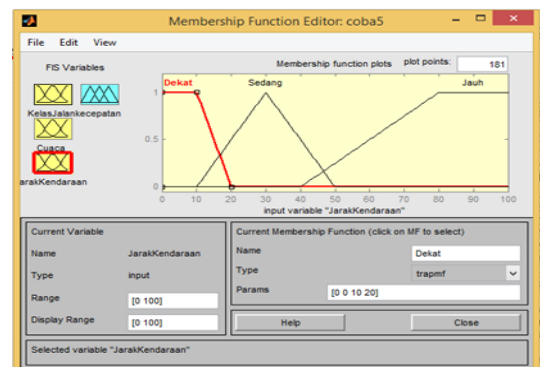 Membership Function Editor: coba5
File Edit View
FIS Variables
KelasJalan kecepatan
Cuaca
arakKendaraan
Membership function plots plot points: 181
Dekat Sedang Jauh
1
0.5
0
0 10 20 30 40 50 60 70 80 90 100
input variable "JarakKendaraan"
Current Variable
Name JarakKendaraan
Type input
Range [0 100]
Display Range [0 100]
Current Membership Function (click on MF to select)
Name Dekat
Type trapmf
Params [0 0 10 20]
Help Close
Selected variable "JarakKendaraan"